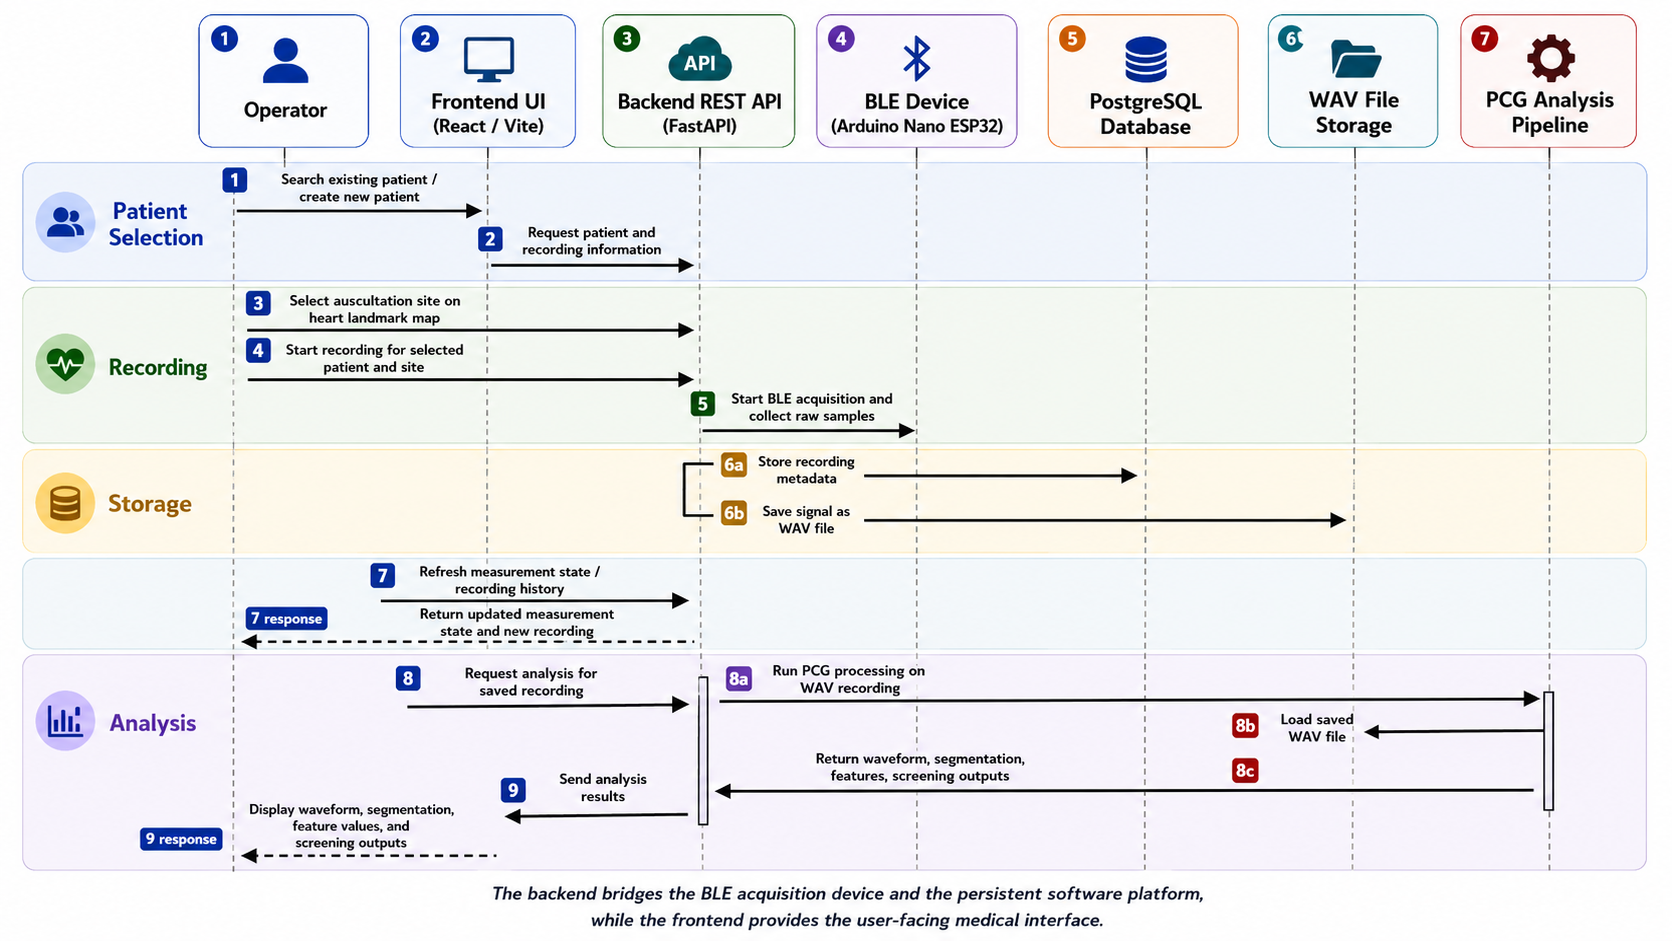 1
Operator
2
Frontend UI
(React / Vite)
3
API
Backend REST API
(FastAPI)
4
BLE Device
(Arduino Nano ESP32)
5
PostgreSQL
Database
6
WAV File
Storage
7
PCG Analysis
Pipeline
Patient
Selection
1
Search existing patient /
create new patient
2
Request patient and
recording information
Recording
3
Select auscultation site on
heart landmark map
4
Start recording for selected
patient and site
5
Start BLE acquisition and
collect raw samples
Storage
6a
Store recording
metadata
6b
Save signal as
WAV file
7
Refresh measurement state /
recording history
7 response
Return updated measurement
state and new recording
Analysis
8
Request analysis for
saved recording
8a
Run PCG processing on
WAV recording
8b
Load saved
WAV file
8c
Return waveform, segmentation,
features, screening outputs
9
Send analysis
results
9 response
Display waveform, segmentation,
feature values, and
screening outputs
The backend bridges the BLE acquisition device and the persistent software platform,
while the frontend provides the user-facing medical interface.